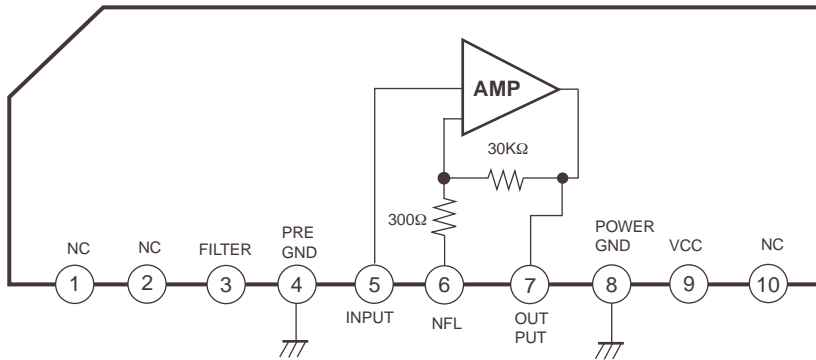 AMP
30KΩ
300Ω
NC
NC
FILTER
PRE
GND
POWER
GND
VCC
NC
1
2
3
4
5
6
7
8
9
10
INPUT
NFL
OUT
PUT